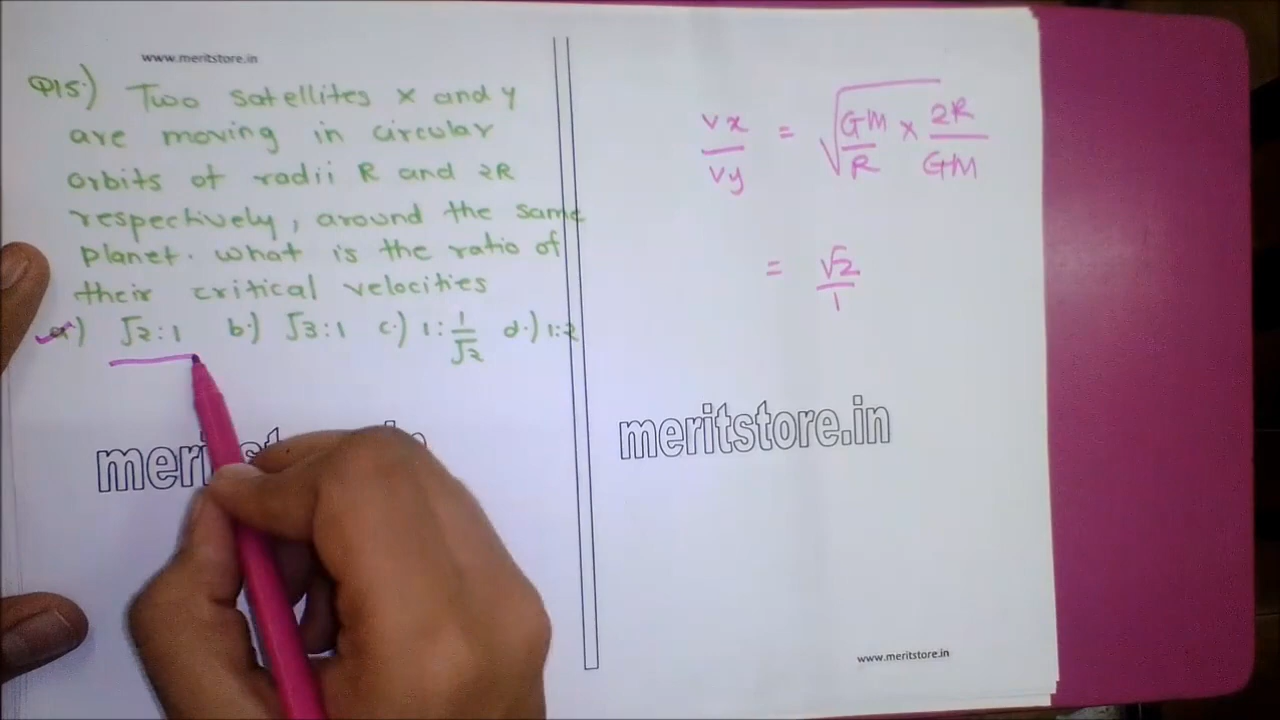 www.meritstore.in
Q15.) Two satellites x and y
are moving in circular
orbits of radii R and 2R
respectively, around the same
planet. what is the ratio of
their critical velocities
a.) √2:1 b.) √3:1 c.) 1:1/√2 d.) 1:2
vx/vy = √(GM/R × 2R/GM)
= √2/1
meritstore.in
www.meritstore.in